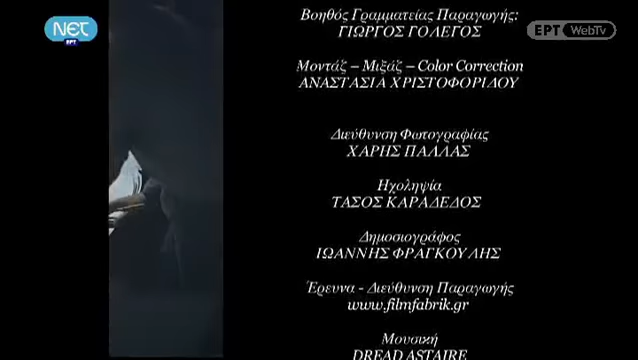 NET
ΕΡΤ
ΕΡΤ WebTv
Βοηθός Γραμματείας Παραγωγής:
ΓΙΩΡΓΟΣ ΓΟΛΕΓΟΣ
Μοντάζ – Μιξάζ – Color Correction
ΑΝΑΣΤΑΣΙΑ ΧΡΙΣΤΟΦΟΡΙΔΟΥ
Διεύθυνση Φωτογραφίας
ΧΑΡΗΣ ΠΑΛΛΑΣ
Ηχοληψία
ΤΑΣΟΣ ΚΑΡΑΔΕΔΟΣ
Δημοσιογράφος
ΙΩΑΝΝΗΣ ΦΡΑΓΚΟΥΛΗΣ
Έρευνα - Διεύθυνση Παραγωγής
www.filmfabrik.gr
Μουσική
DREAD ASTAIRE